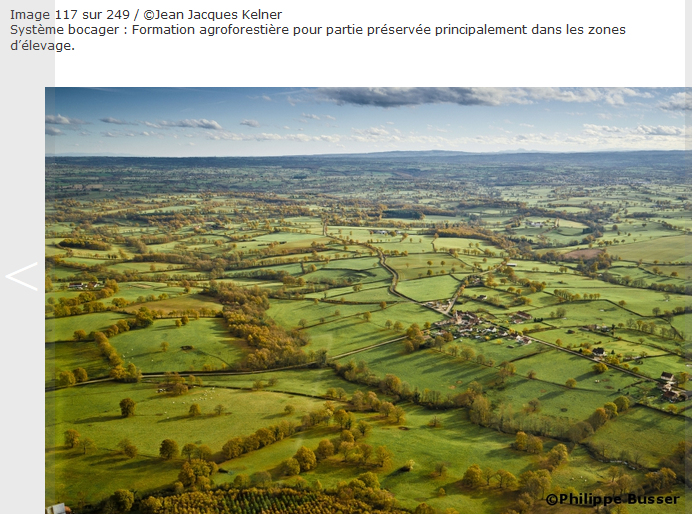 Image 117 sur 249 / ©Jean Jacques Kelner
Système bocager : Formation agroforestière pour partie préservée principalement dans les zones
d’élevage.
©Philippe Busser